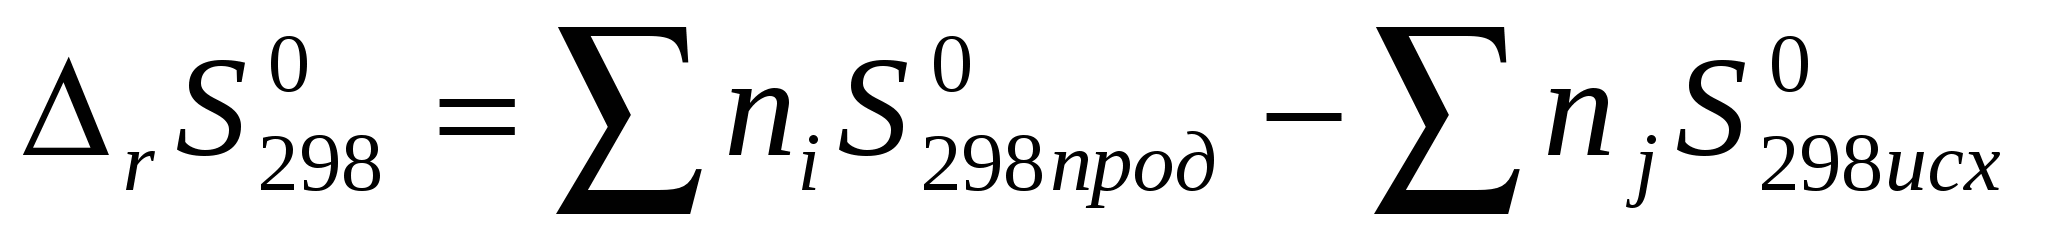 Δ_r S^0_298 = ∑ n_i S^0_298прод − ∑ n_j S^0_298исх